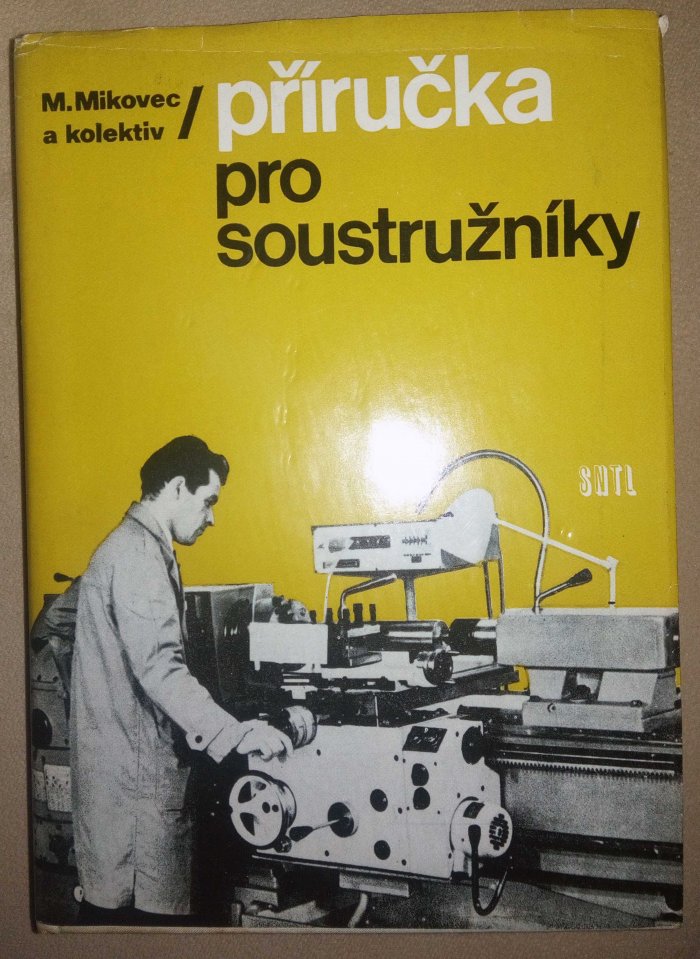 M. Mikovec
a kolektiv / příručka
pro
soustružníky
SNTL